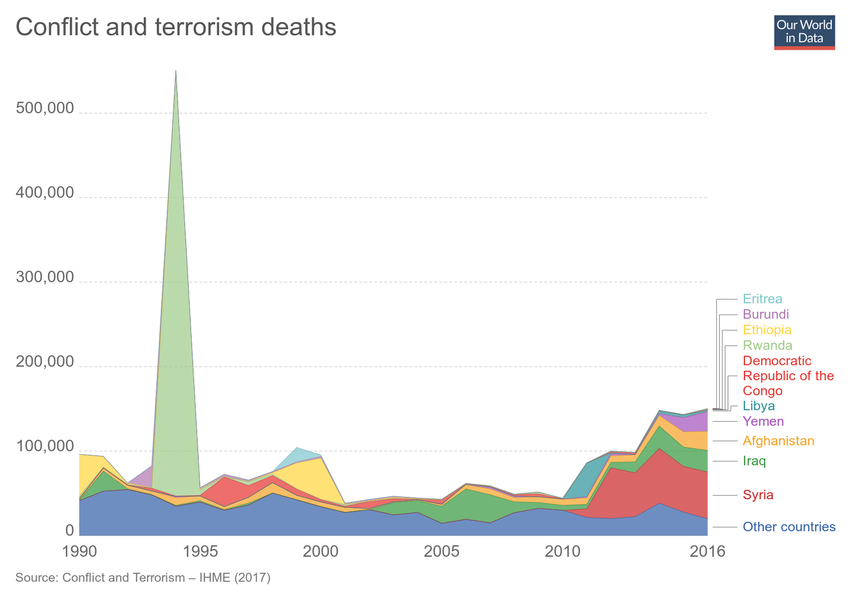 Conflict and terrorism deaths
Our World
in Data
500,000
400,000
300,000
200,000
100,000
0
1990
1995
2000
2005
2010
2016
Eritrea
Burundi
Ethiopia
Rwanda
Democratic
Republic of the
Congo
Libya
Yemen
Afghanistan
Iraq
Syria
Other countries
Source: Conflict and Terrorism – IHME (2017)